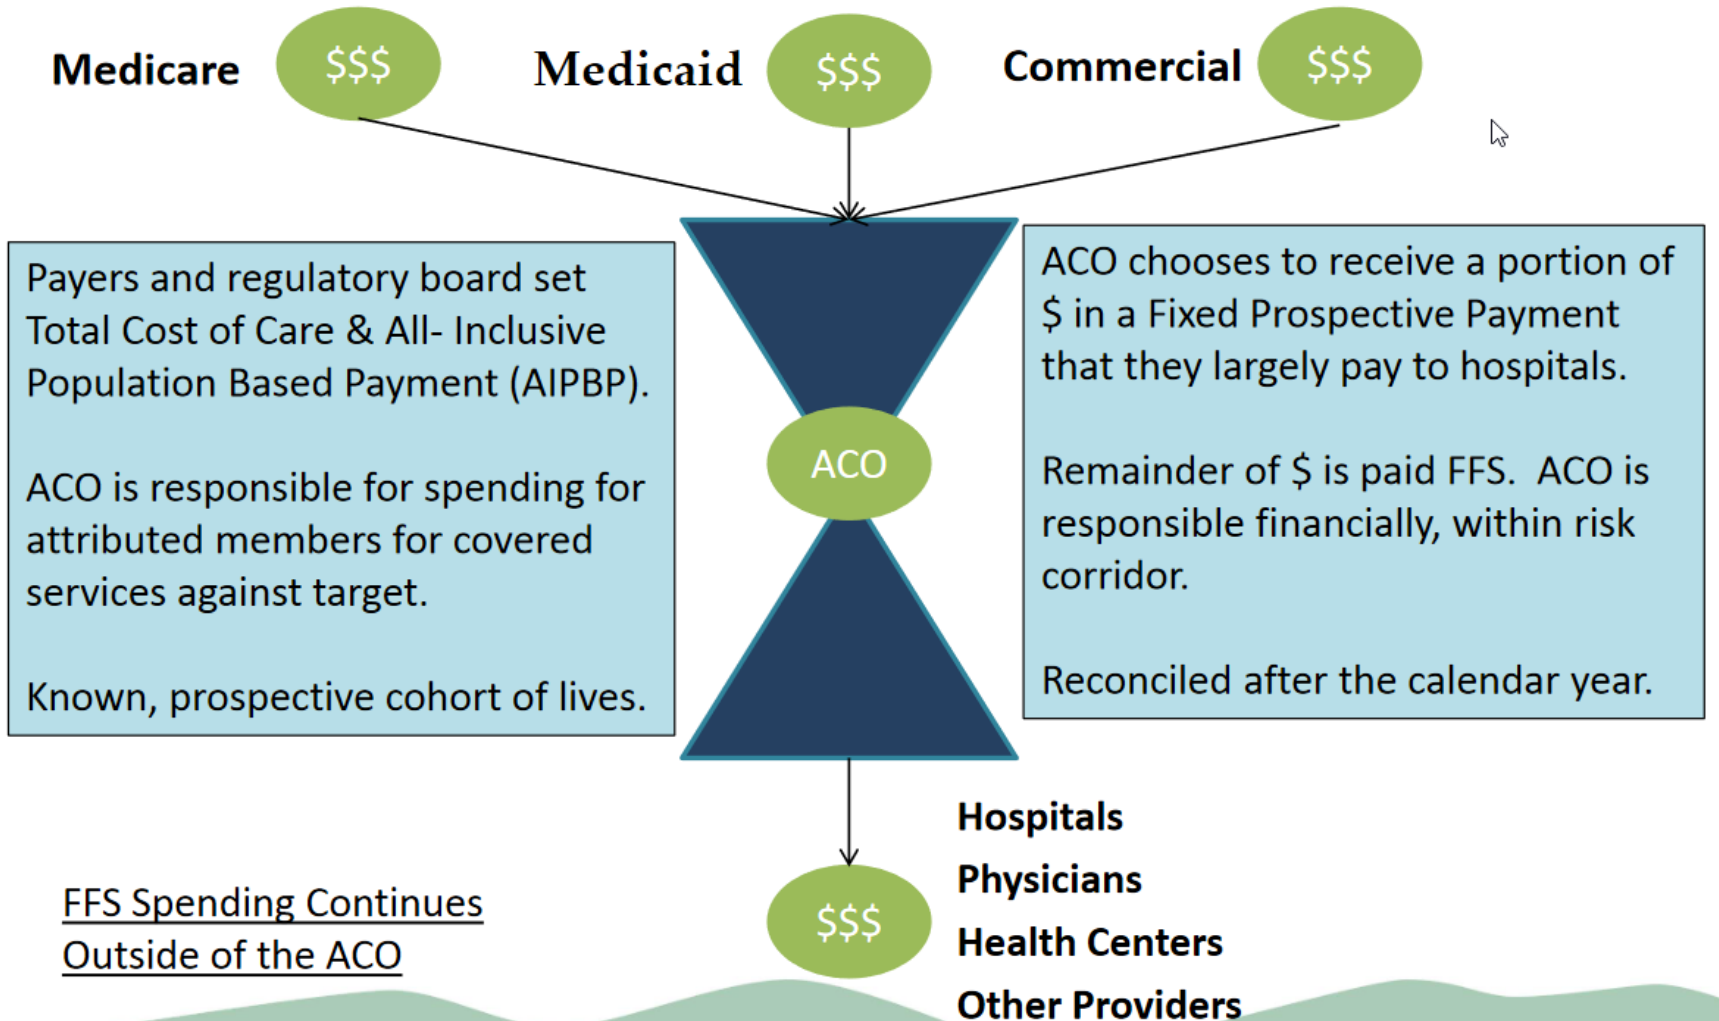 Medicare
$$$
Medicaid
$$$
Commercial
$$$
Payers and regulatory board set
Total Cost of Care & All- Inclusive
Population Based Payment (AIPBP).
ACO is responsible for spending for
attributed members for covered
services against target.
Known, prospective cohort of lives.
ACO
ACO chooses to receive a portion of
$ in a Fixed Prospective Payment
that they largely pay to hospitals.
Remainder of $ is paid FFS.  ACO is
responsible financially, within risk
corridor.
Reconciled after the calendar year.
FFS Spending Continues
Outside of the ACO
$$$
Hospitals
Physicians
Health Centers
Other Providers